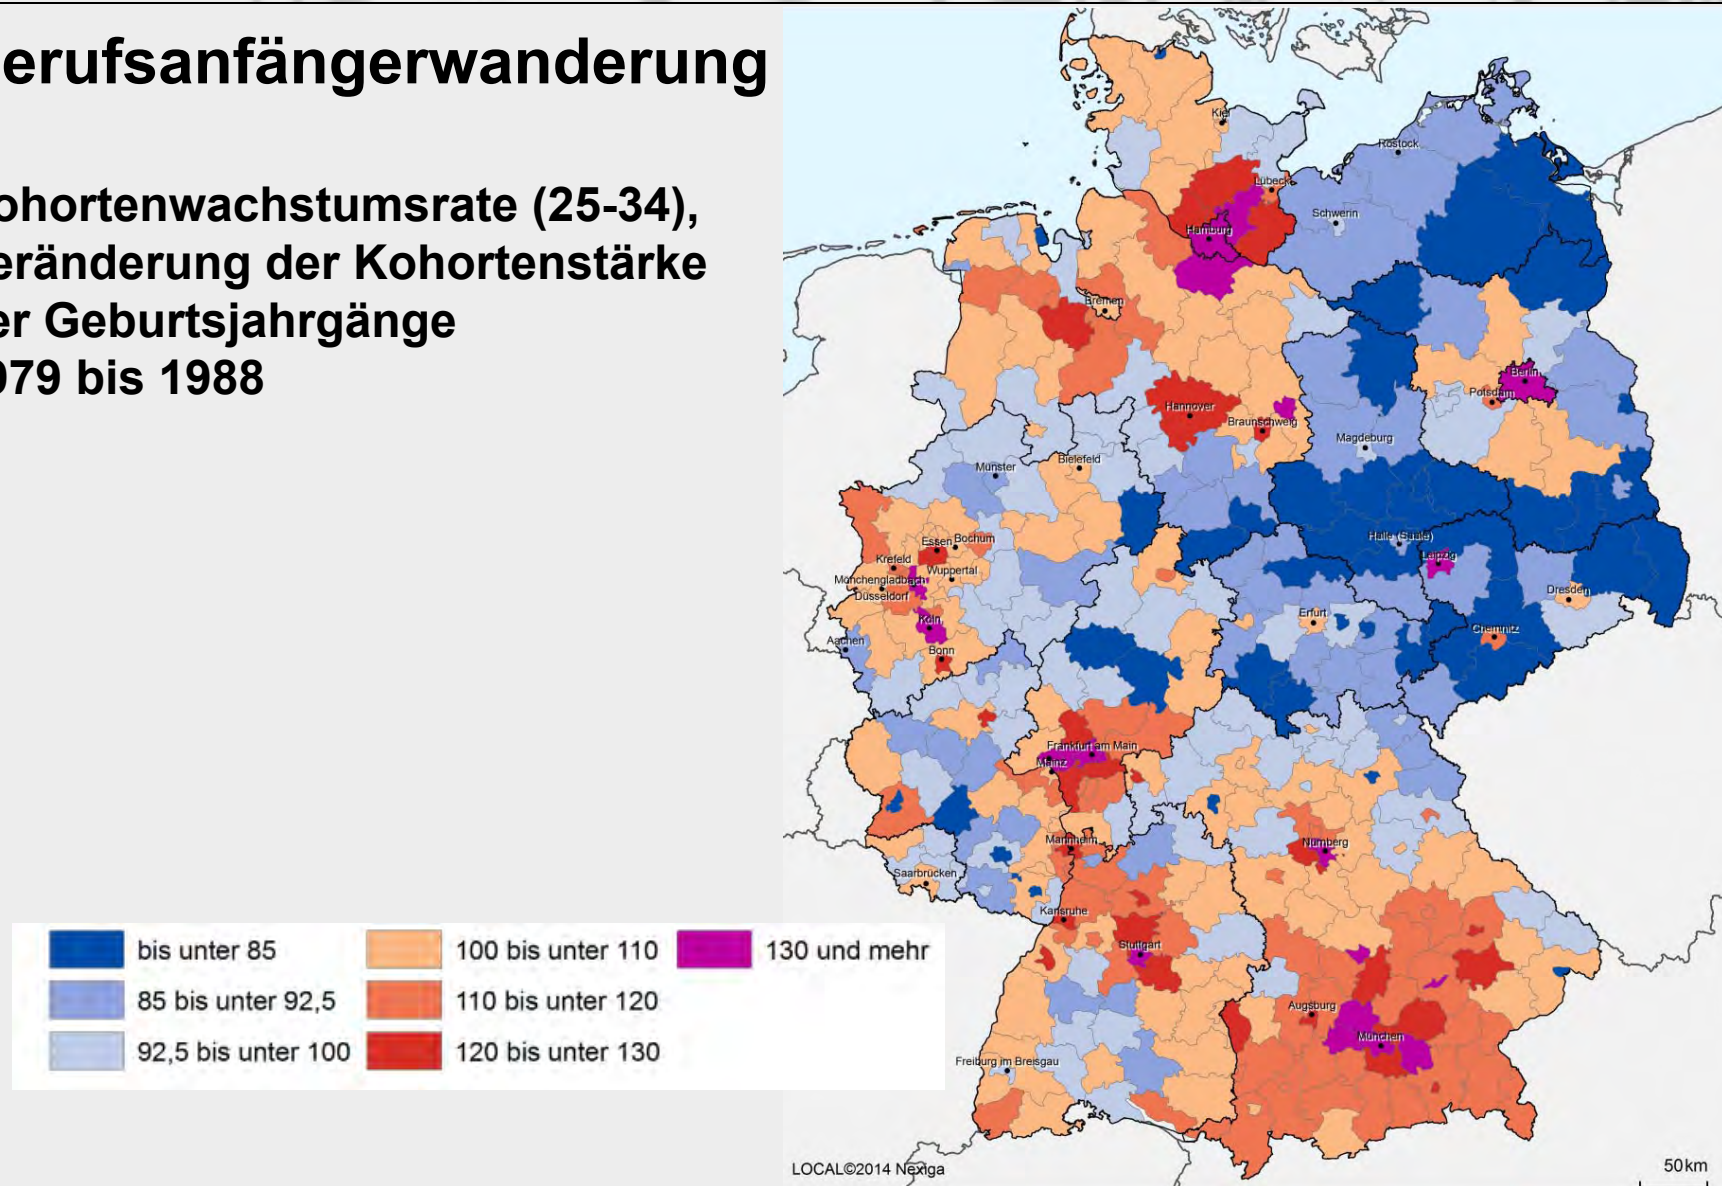 erufsanfängerwanderung
ohortenwachstumsrate (25-34),
eränderung der Kohortenstärke
er Geburtsjahrgänge
979 bis 1988
Kiel
Rostock
Lübeck
Schwerin
Hamburg
Bremen
Berlin
Potsdam
Hannover
Braunschweig
Magdeburg
Bielefeld
Münster
Essen
Bochum
Halle (Saale)
Leipzig
Krefeld
Wuppertal
Mönchengladbach
Düsseldorf
Dresden
Erfurt
Köln
Chemnitz
Aachen
Bonn
Frankfurt am Main
Mainz
Mannheim
Nürnberg
Saarbrücken
Karlsruhe
Stuttgart
Augsburg
München
Freiburg im Breisgau
bis unter 85
100 bis unter 110
130 und mehr
85 bis unter 92,5
110 bis unter 120
92,5 bis unter 100
120 bis unter 130
LOCAL©2014 Nexiga
50 km